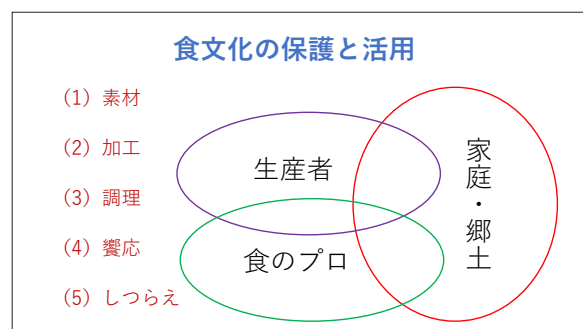 食文化の保護と活用
(1) 素材
(2) 加工
(3) 調理
(4) 饗応
(5) しつらえ
生産者
食のプロ
家庭・郷土